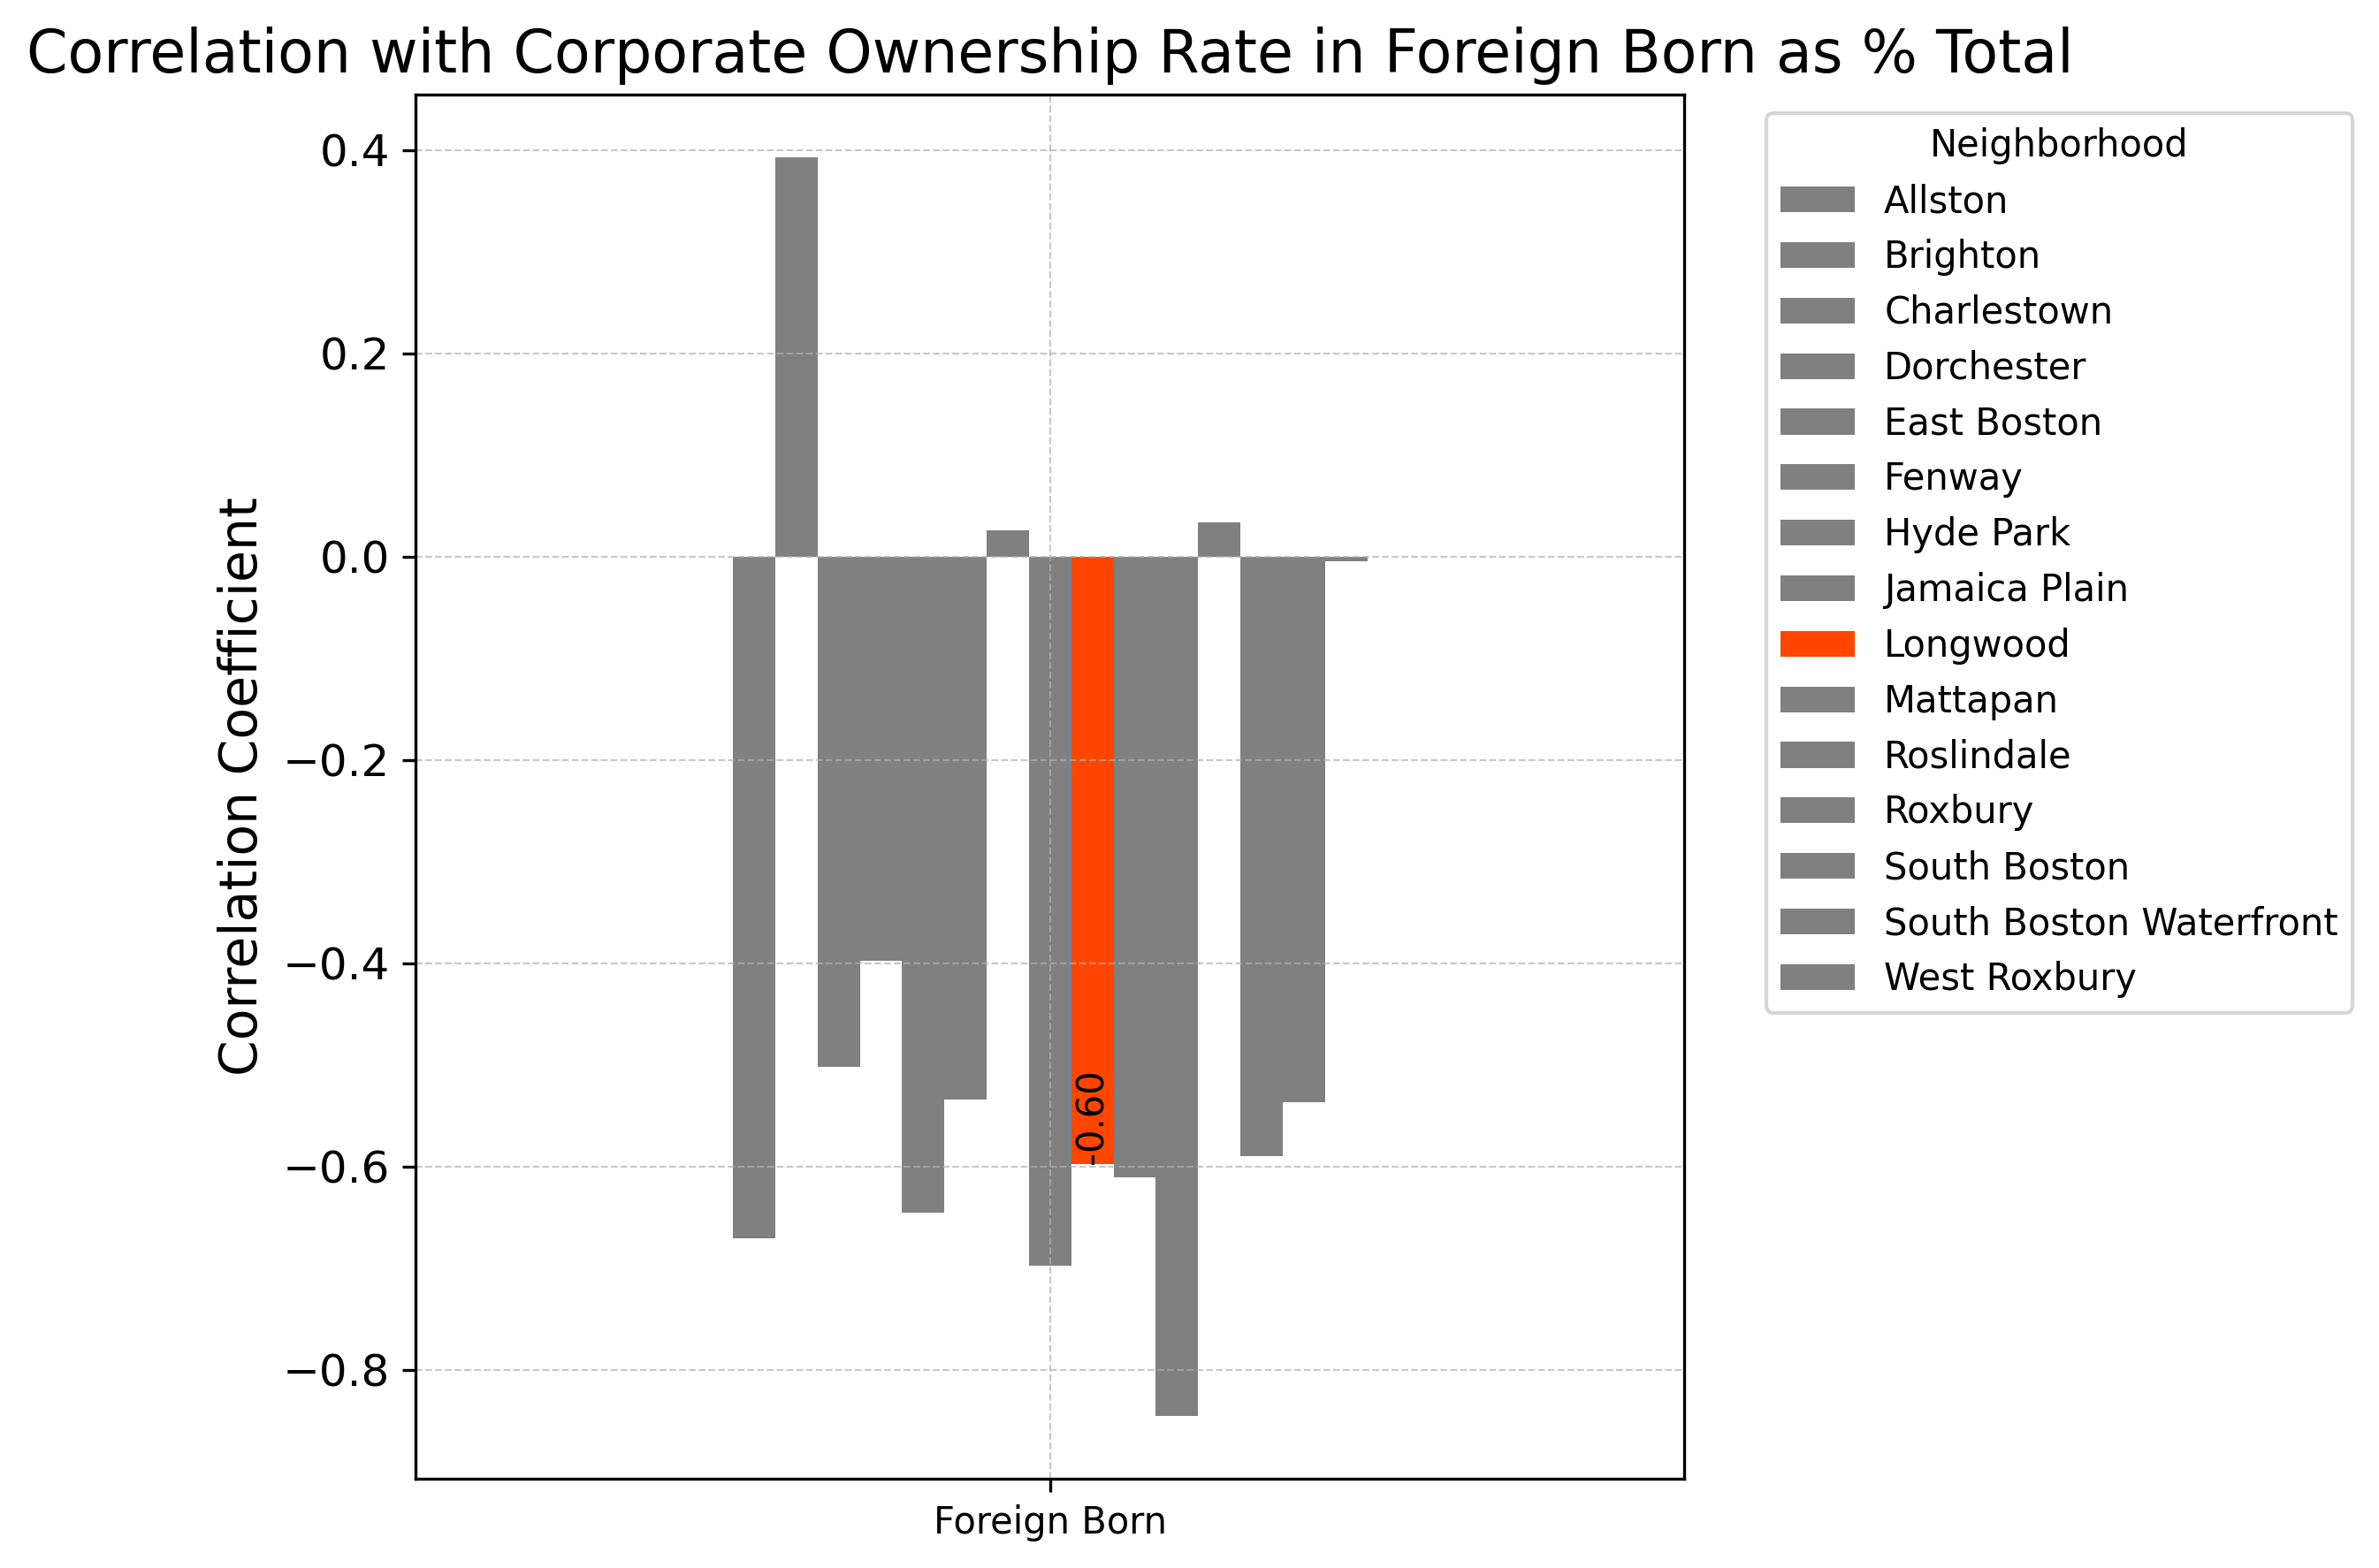 Correlation with Corporate Ownership Rate in Foreign Born as % Total
Correlation Coefficient
0.4
0.2
0.0
−0.2
−0.4
−0.6
−0.8
-0.60
Foreign Born
Neighborhood
Allston
Brighton
Charlestown
Dorchester
East Boston
Fenway
Hyde Park
Jamaica Plain
Longwood
Mattapan
Roslindale
Roxbury
South Boston
South Boston Waterfront
West Roxbury